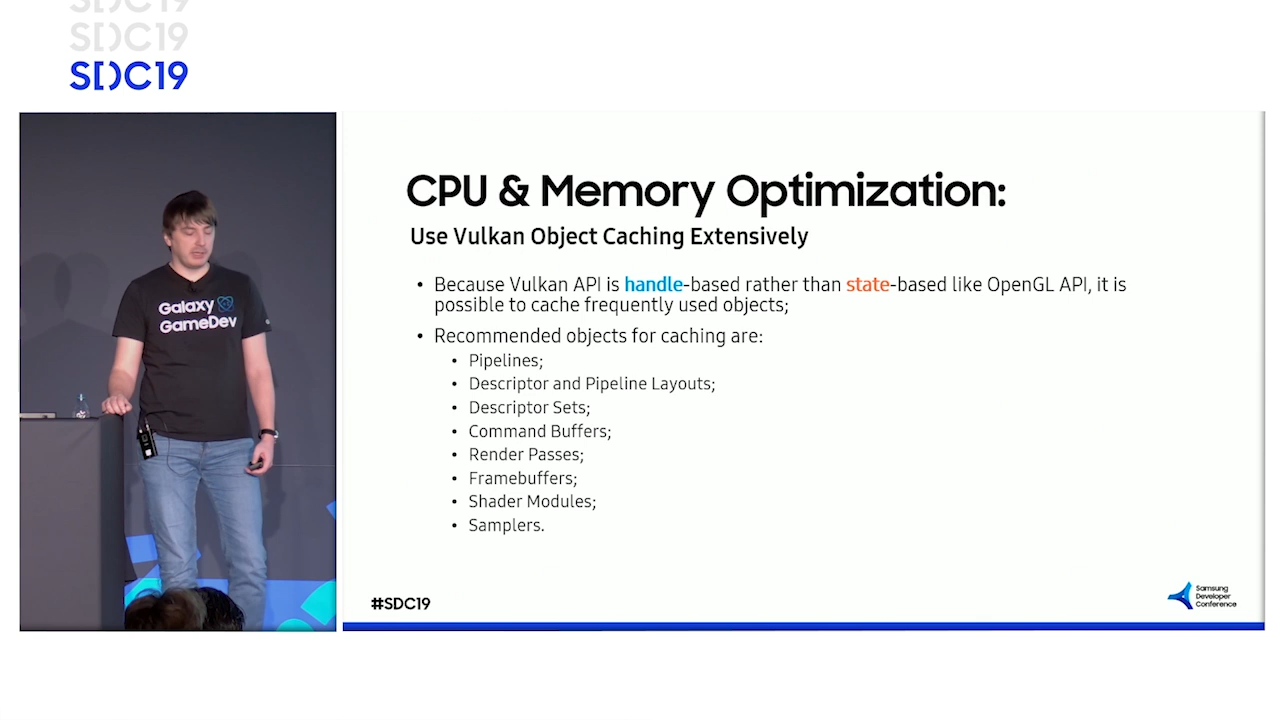 SDC19
SDC19
SDC19
Galaxy
GameDev
CPU & Memory Optimization:
Use Vulkan Object Caching Extensively
• Because Vulkan API is handle-based rather than state-based like OpenGL API, it is
possible to cache frequently used objects;
• Recommended objects for caching are:
• Pipelines;
• Descriptor and Pipeline Layouts;
• Descriptor Sets;
• Command Buffers;
• Render Passes;
• Framebuffers;
• Shader Modules;
• Samplers.
#SDC19
Samsung
Developer
Conference